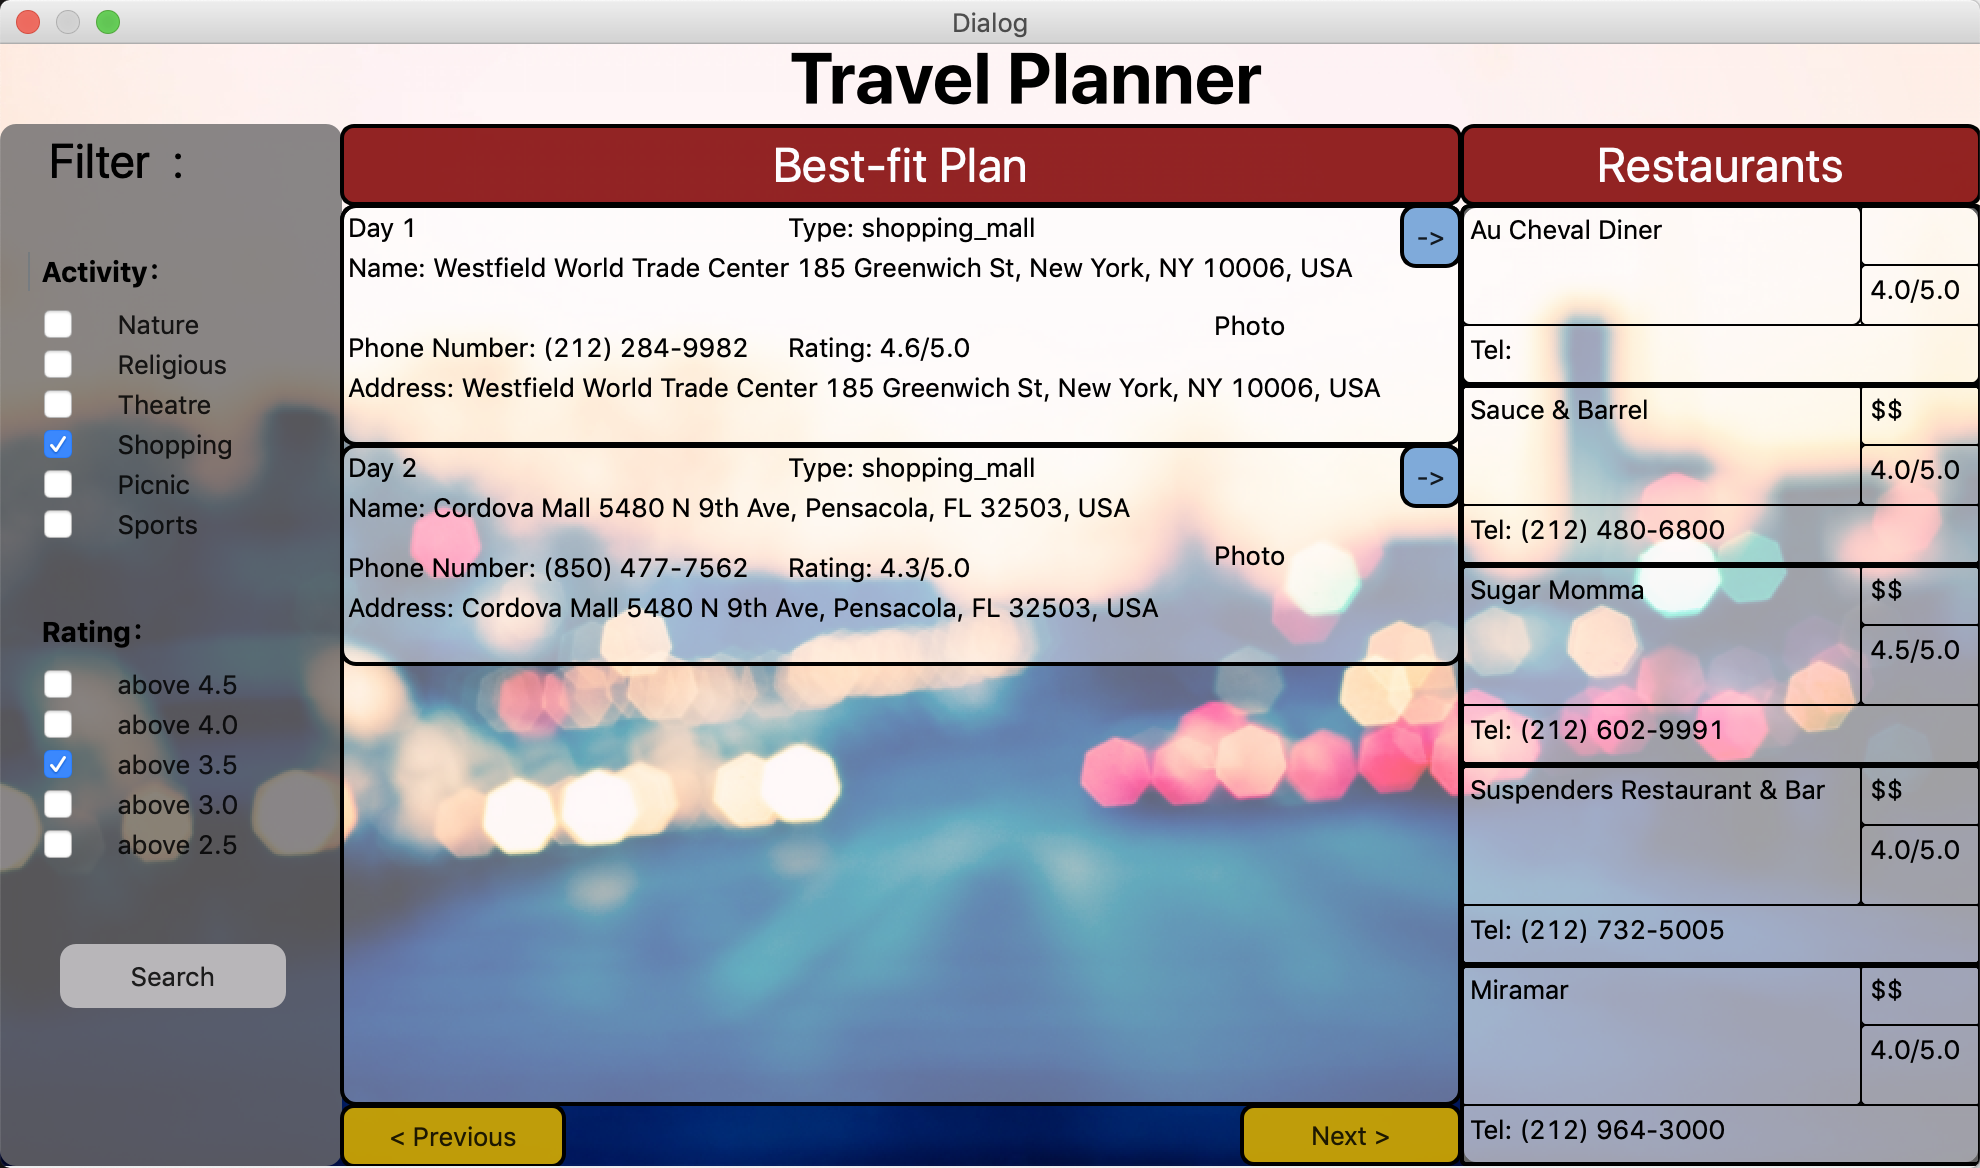 Dialog
Travel Planner
Filter :
Activity:
Nature
Religious
Theatre
Shopping
Picnic
Sports
Rating:
above 4.5
above 4.0
above 3.5
above 3.0
above 2.5
Search
Best-fit Plan
Day 1 Type: shopping_mall ->
Name: Westfield World Trade Center 185 Greenwich St, New York, NY 10006, USA
Photo
Phone Number: (212) 284-9982 Rating: 4.6/5.0
Address: Westfield World Trade Center 185 Greenwich St, New York, NY 10006, USA
Day 2 Type: shopping_mall ->
Name: Cordova Mall 5480 N 9th Ave, Pensacola, FL 32503, USA
Photo
Phone Number: (850) 477-7562 Rating: 4.3/5.0
Address: Cordova Mall 5480 N 9th Ave, Pensacola, FL 32503, USA
< Previous
Next >
Restaurants
Au Cheval Diner
4.0/5.0
Tel:
Sauce & Barrel $$
4.0/5.0
Tel: (212) 480-6800
Sugar Momma $$
4.5/5.0
Tel: (212) 602-9991
Suspenders Restaurant & Bar $$
4.0/5.0
Tel: (212) 732-5005
Miramar $$
4.0/5.0
Tel: (212) 964-3000